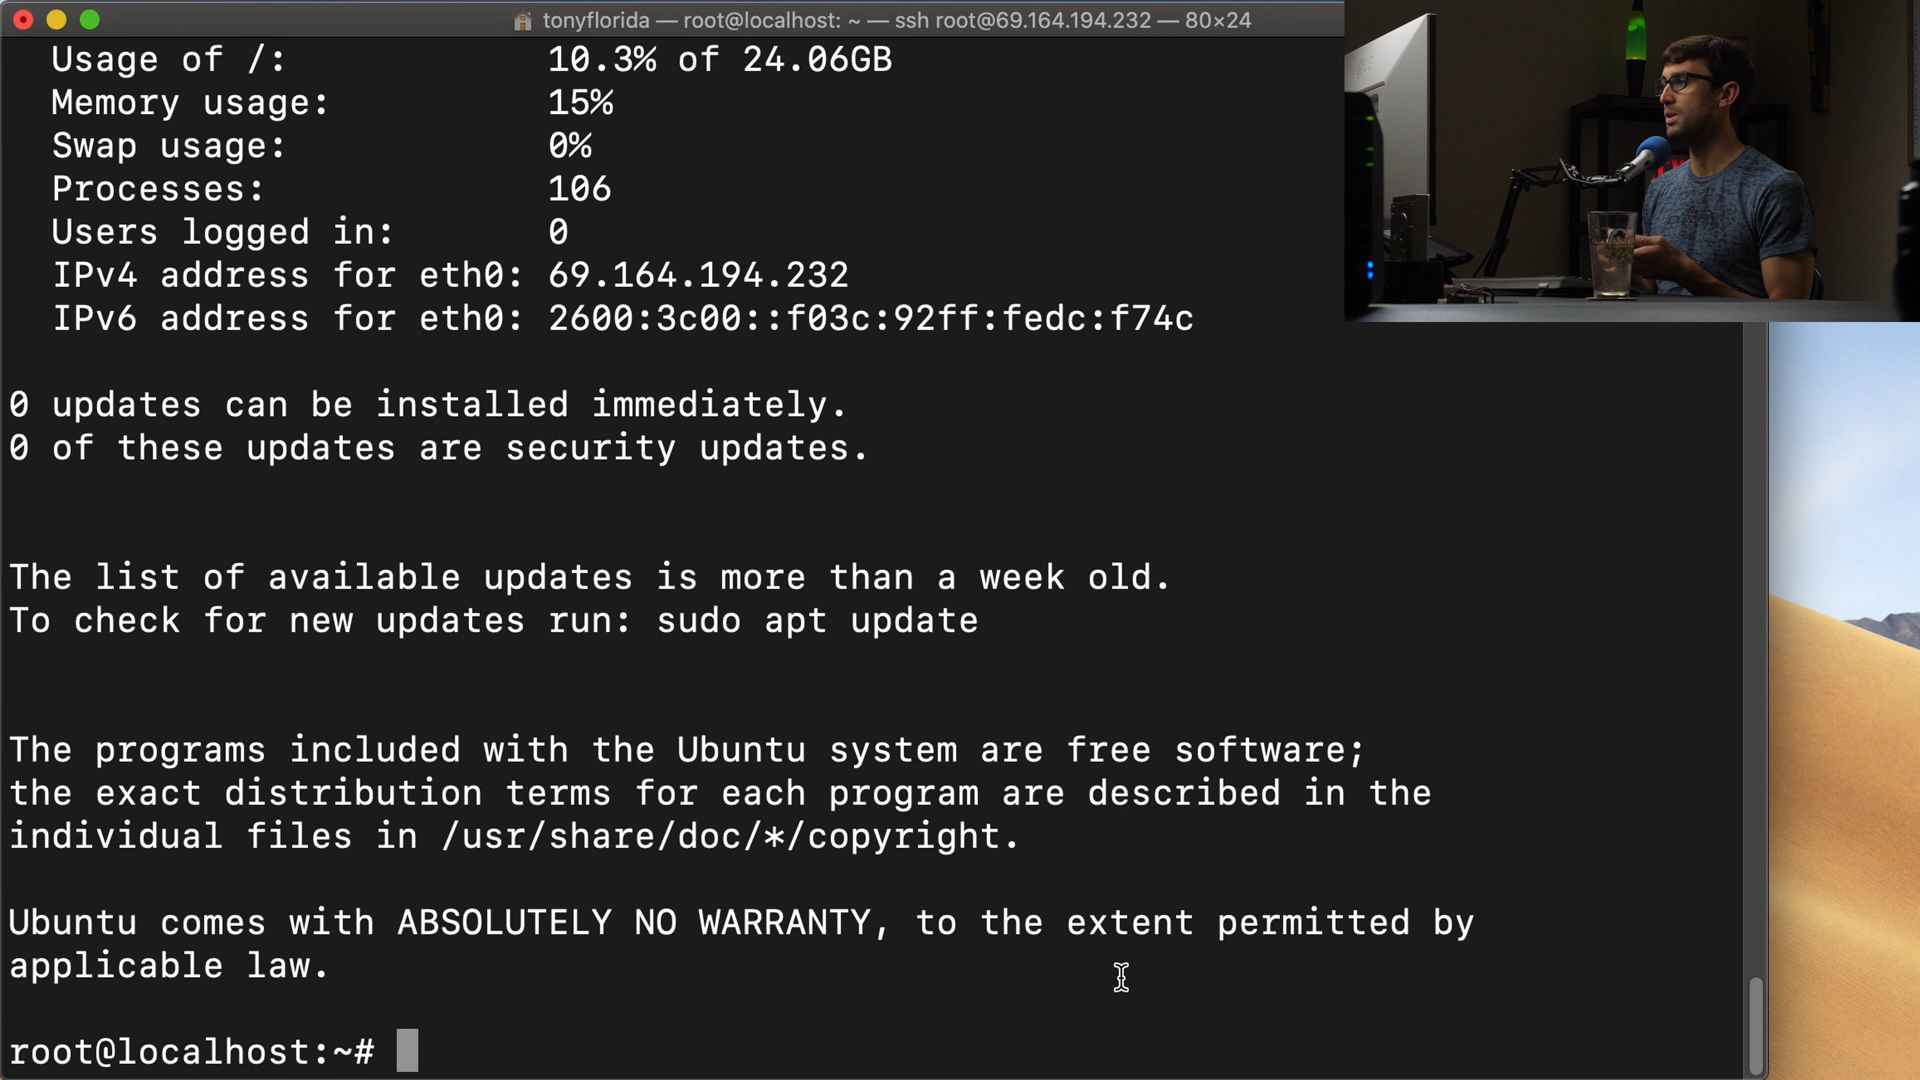 tonyflorida — root@localhost: ~ — ssh root@69.164.194.232 — 80×24
Usage of /: 10.3% of 24.06GB
Memory usage: 15%
Swap usage: 0%
Processes: 106
Users logged in: 0
IPv4 address for eth0: 69.164.194.232
IPv6 address for eth0: 2600:3c00::f03c:92ff:fedc:f74c
0 updates can be installed immediately.
0 of these updates are security updates.
The list of available updates is more than a week old.
To check for new updates run: sudo apt update
The programs included with the Ubuntu system are free software;
the exact distribution terms for each program are described in the
individual files in /usr/share/doc/*/copyright.
Ubuntu comes with ABSOLUTELY NO WARRANTY, to the extent permitted by
applicable law.
root@localhost:~#